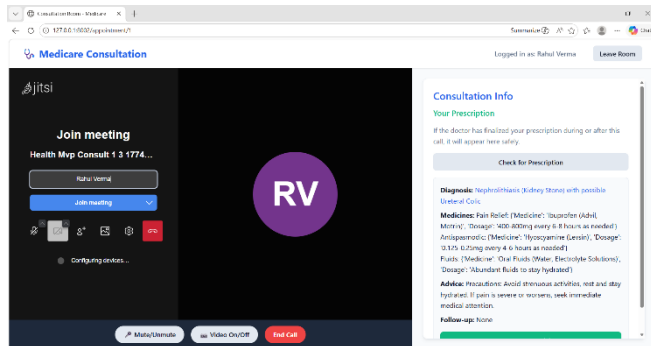 Consultation Room - Medicare
127.0.0.1:8002/appointment/1
Summarize
Chat
Medicare Consultation
Logged in as: Rahul Verma
Leave Room
jitsi
Join meeting
Health Mvp Consult 1 3 1774...
Rahul Verma
Join meeting
Configuring devices...
RV
Mute/Unmute
Video On/Off
End Call
Consultation Info
Your Prescription
If the doctor has finalized your prescription during or after this
call, it will appear here safely.
Check for Prescription
Diagnosis: Nephrolithiasis (Kidney Stone) with possible
Ureteral Colic
Medicines: Pain Relief: {'Medicine': 'Ibuprofen (Advil,
Motrin)', 'Dosage': '400-800mg every 6-8 hours as needed'}
Antispasmodic: {'Medicine': 'Hyoscyamine (Levsin)', 'Dosage':
'0.125-0.25mg every 4-6 hours as needed'}
Fluids: {'Medicine': 'Oral Fluids (Water, Electrolyte Solutions)',
'Dosage': 'Abundant fluids to stay hydrated'}
Advice: Precautions: Avoid strenuous activities, rest and stay
hydrated. If pain is severe or worsens, seek immediate
medical attention.
Follow-up: None